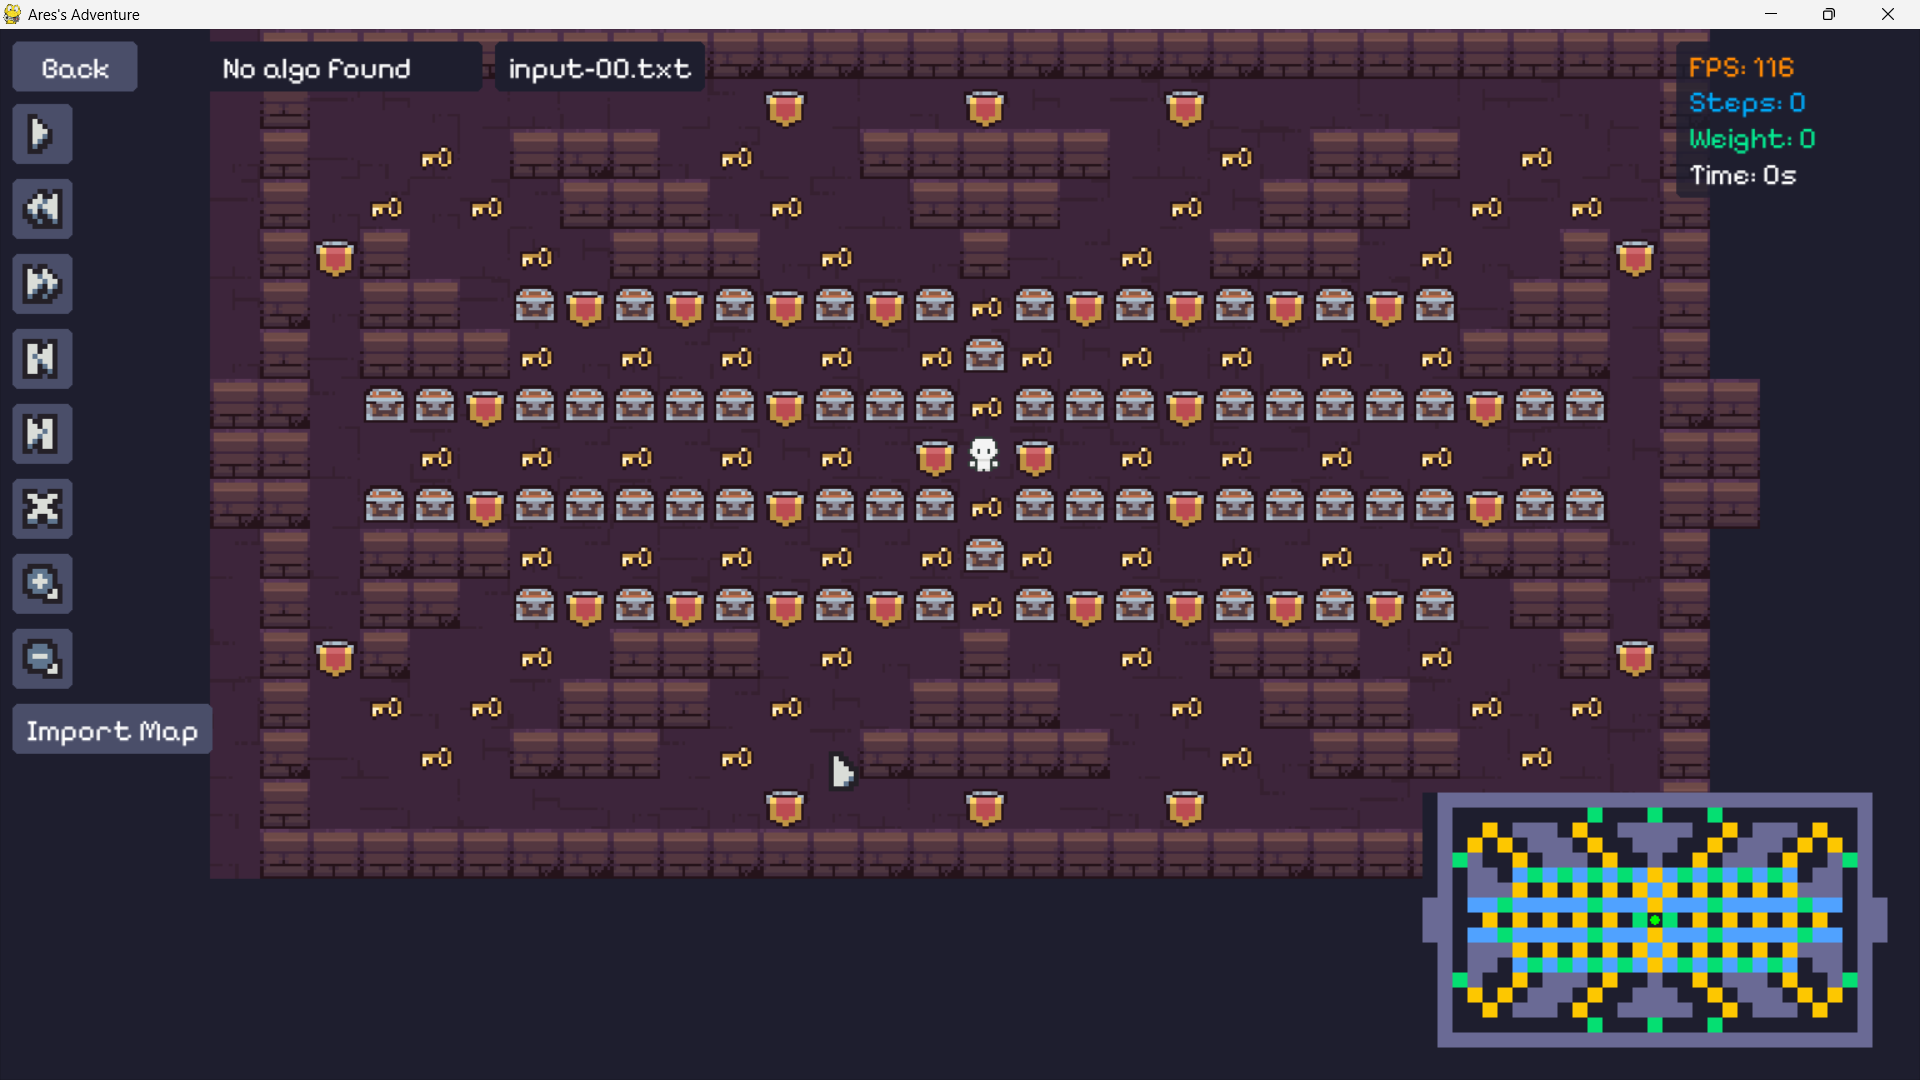 Ares's Adventure
Back
No algo found
input-00.txt
FPS: 116
Steps: 0
Weight: 0
Time: 0s
Import Map